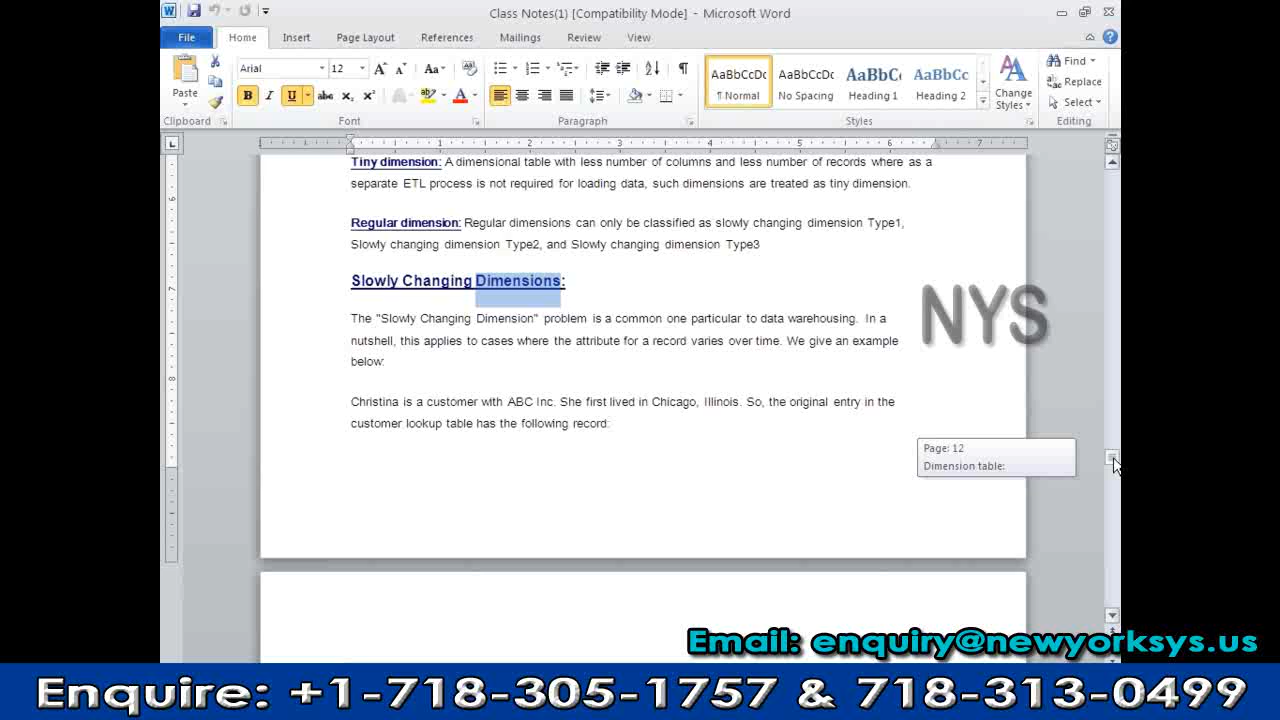 Class Notes(1) [Compatibility Mode] - Microsoft Word
File Home Insert Page Layout References Mailings Review View
Paste
Arial 12
AaBbCcDc AaBbCcDc AaBbC AaBbCc
¶ Normal No Spacing Heading 1 Heading 2
Change Styles
Find
Replace
Select
Clipboard Font Paragraph Styles Editing
Tiny dimension: A dimensional table with less number of columns and less number of records where as a
separate ETL process is not required for loading data, such dimensions are treated as tiny dimension.
Regular dimension: Regular dimensions can only be classified as slowly changing dimension Type1,
Slowly changing dimension Type2, and Slowly changing dimension Type3
Slowly Changing Dimensions:
The "Slowly Changing Dimension" problem is a common one particular to data warehousing. In a
nutshell, this applies to cases where the attribute for a record varies over time. We give an example
below:
Christina is a customer with ABC Inc. She first lived in Chicago, Illinois. So, the original entry in the
customer lookup table has the following record:
NYS
Page: 12
Dimension table:
Email: enquiry@newyorksys.us
Enquire: +1-718-305-1757 & 718-313-0499